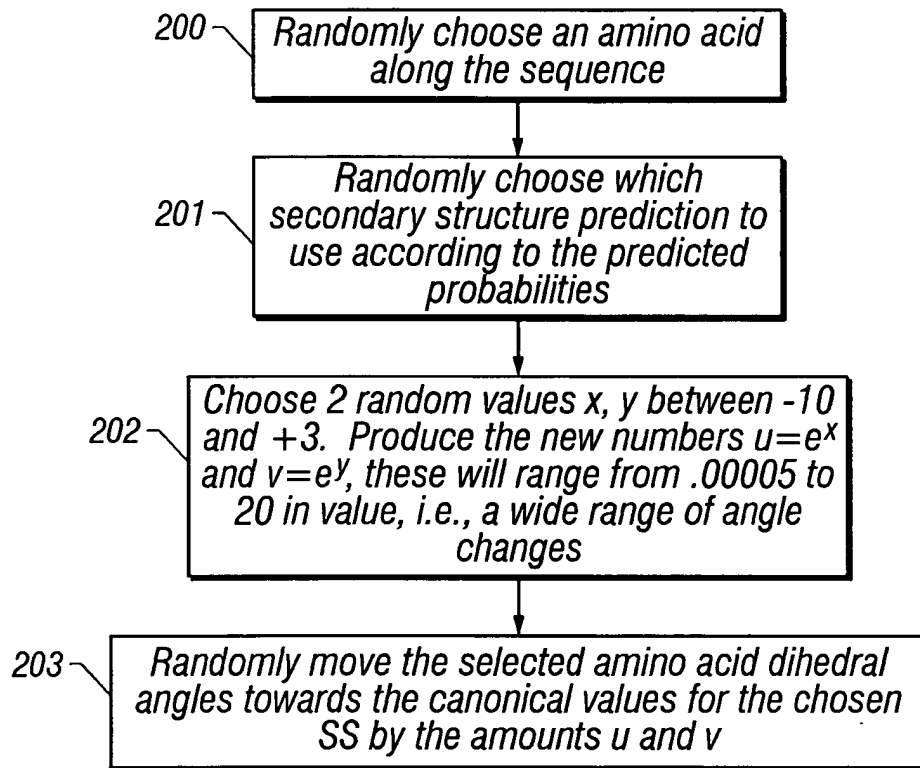 200
Randomly choose an amino acid
along the sequence
201
Randomly choose which
secondary structure prediction to
use according to the predicted
probabilities
202
Choose 2 random values x, y between -10
and +3. Produce the new numbers u=eˣ
and v=eʸ, these will range from .00005 to
20 in value, i.e., a wide range of angle
changes
203
Randomly move the selected amino acid dihedral
angles towards the canonical values for the chosen
SS by the amounts u and v